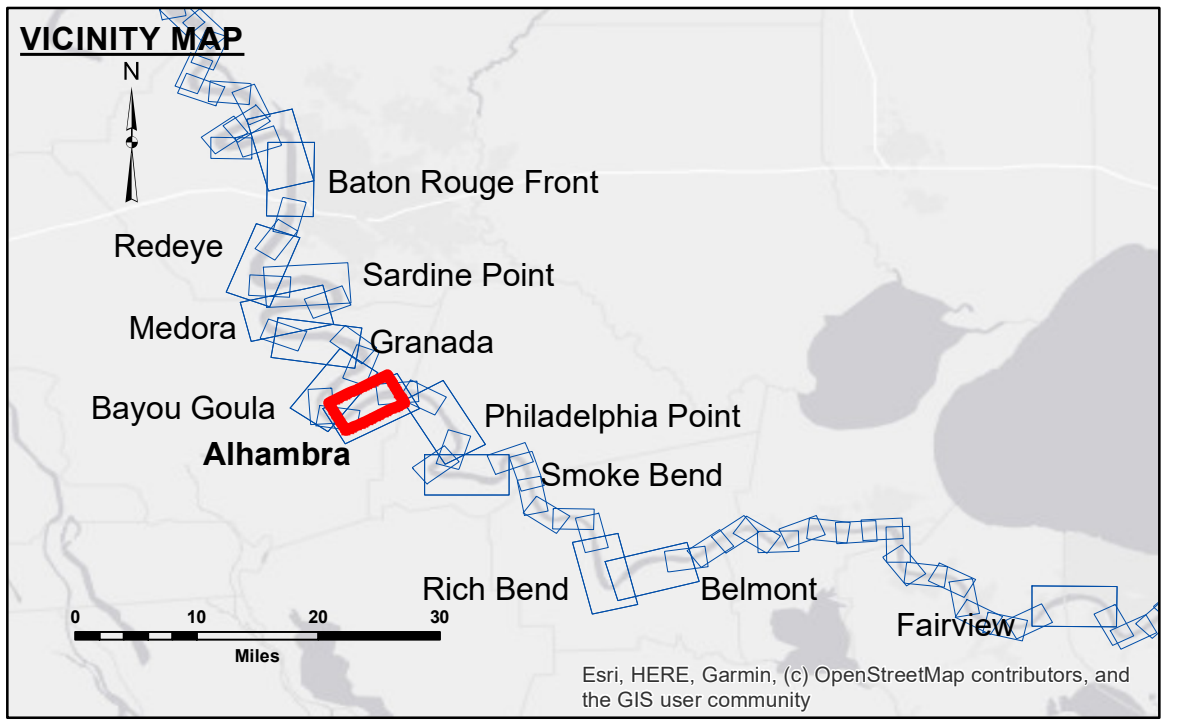 VICINITY MAP
N
Baton Rouge Front
Redeye
Sardine Point
Medora
Granada
Bayou Goula
Philadelphia Point
Alhambra
Smoke Bend
Rich Bend
Belmont
Fairview
0 10 20 30
Miles
Esri, HERE, Garmin, (c) OpenStreetMap contributors, and
the GIS user community